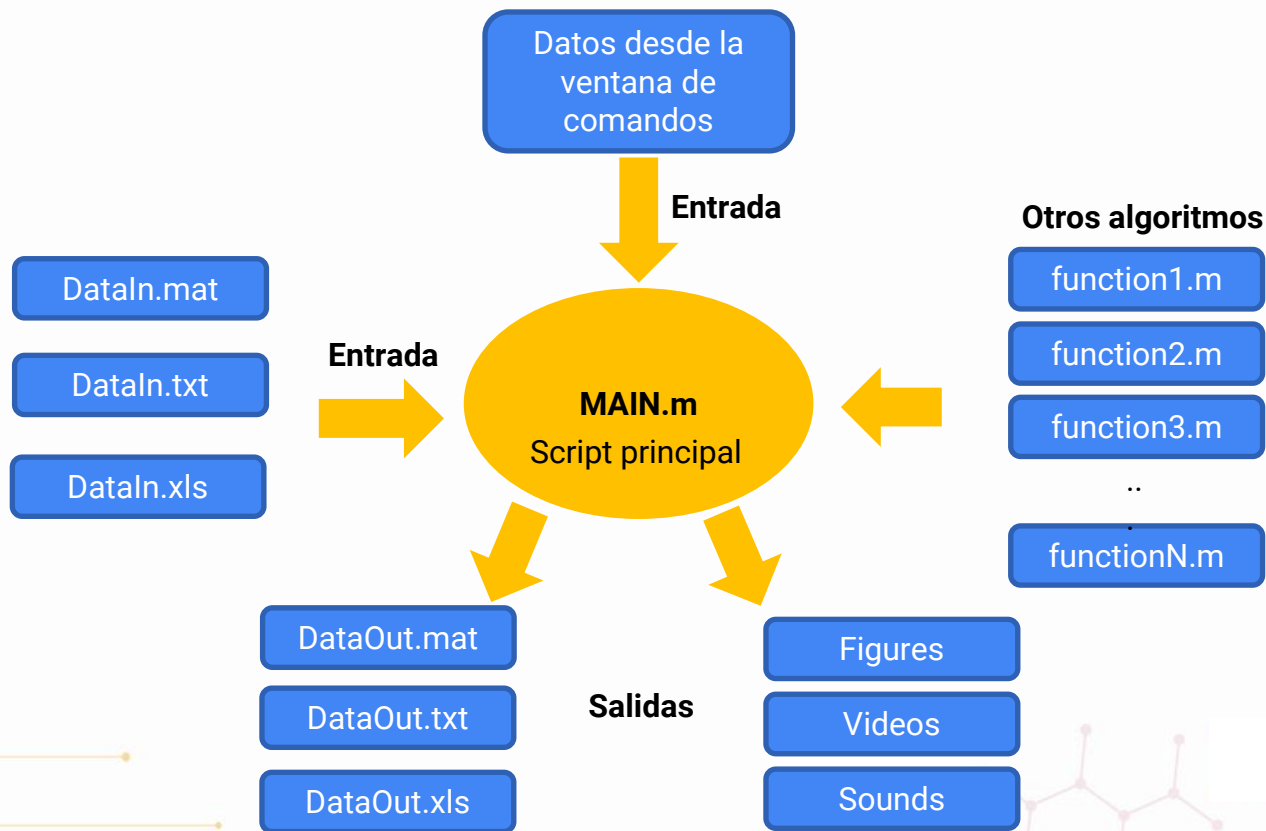 Datos desde la
ventana de
comandos
Entrada
Otros algoritmos
DataIn.mat
DataIn.txt
DataIn.xls
Entrada
MAIN.m
Script principal
function1.m
function2.m
function3.m
..
.
functionN.m
DataOut.mat
DataOut.txt
DataOut.xls
Salidas
Figures
Videos
Sounds